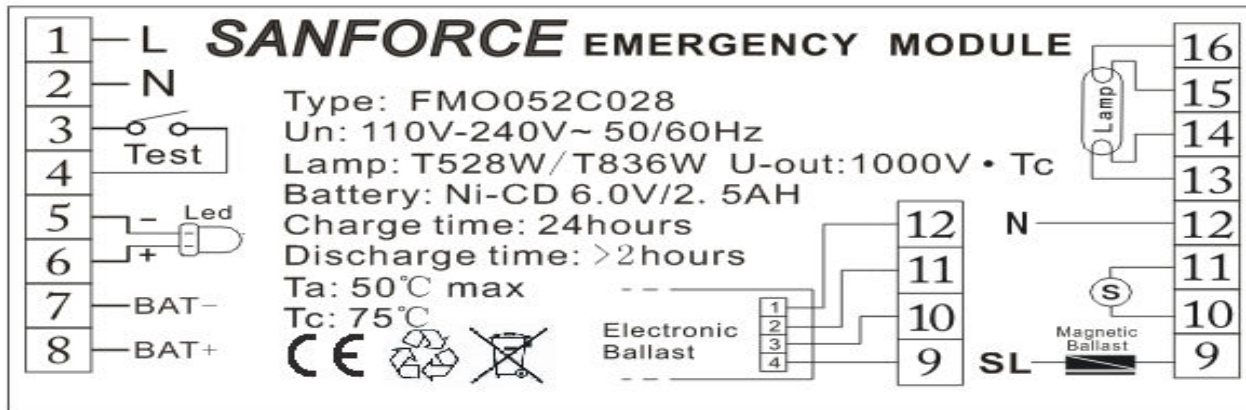 SANFORCE EMERGENCY MODULE
1 L
2 N
3
Test
4
5 - Led
6 +
7 BAT-
8 BAT+
Type: FMO052C028
Un: 110V-240V~ 50/60Hz
Lamp: T528W/T836W U-out:1000V • Tc
Battery: Ni-CD 6.0V/2. 5AH
Charge time: 24hours
Discharge time: >2hours
Ta: 50℃ max
Tc: 75℃
CE
Electronic
Ballast
1
2
3
4
12
11
10
9
Lamp
16
15
14
13
N 12
11
S
10
Magnetic
Ballast
SL 9